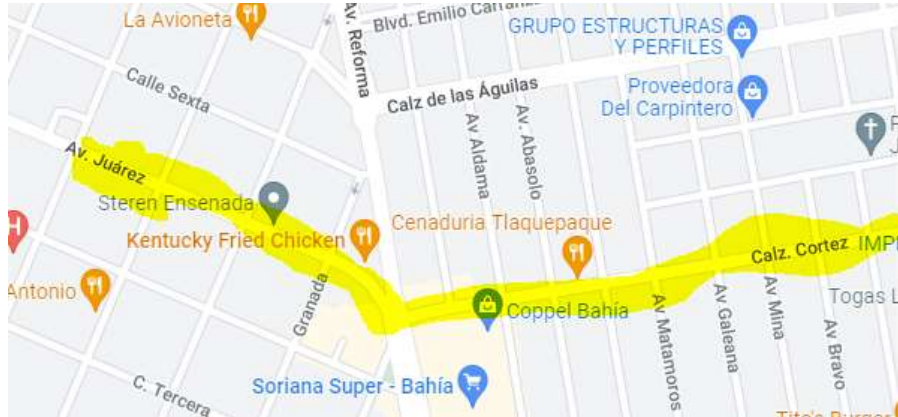 La Avioneta
Av. Reforma
Blvd. Emilio Carranza
GRUPO ESTRUCTURAS
Y PERFILES
Calle Sexta
Calz de las Águilas
Proveedora
Del Carpintero
Av. Juárez
Av Aldama
Av. Abasolo
P
J
Steren Ensenada
Kentucky Fried Chicken
Cenaduria Tlaquepaque
H
Calz. Cortez
IMPR
Antonio
Granada
Coppel Bahía
Av Matamoros
Av Galeana
Av Mina
Av Bravo
Togas L
Soriana Super - Bahía
C. Tercera
Tito's Burger